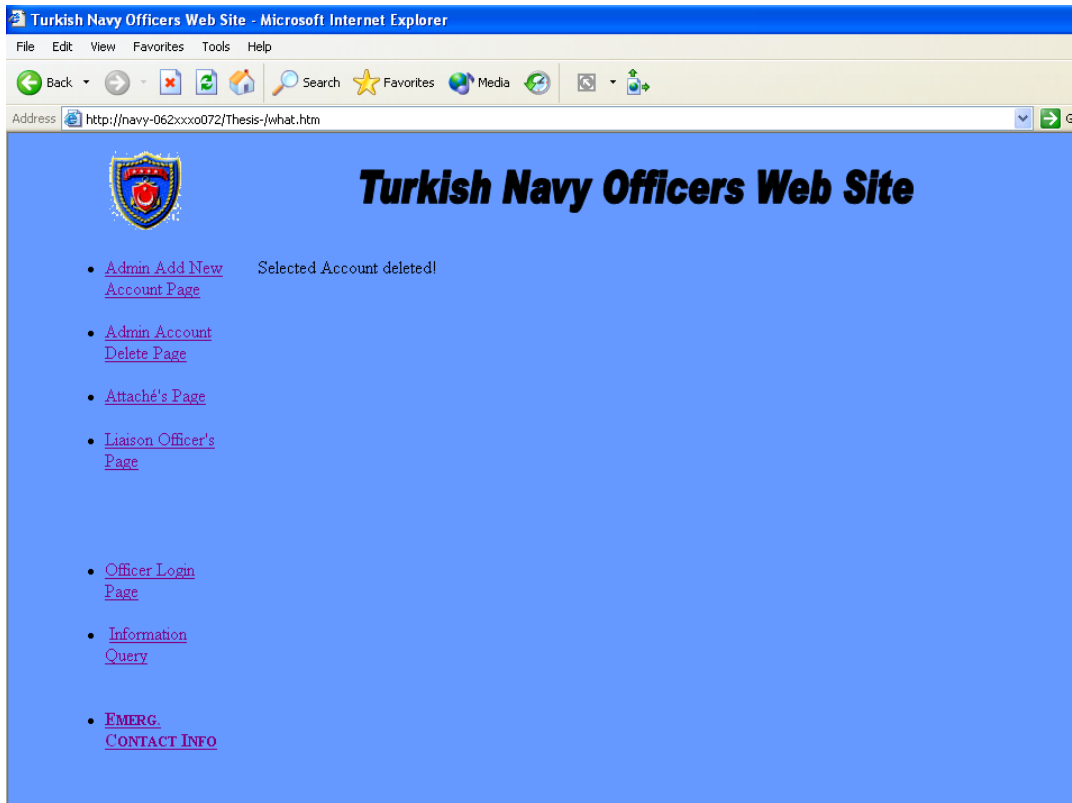 Turkish Navy Officers Web Site - Microsoft Internet Explorer
File Edit View Favorites Tools Help
Back Search Favorites Media
Address http://navy-062xxxo072/Thesis-/what.htm G
Turkish Navy Officers Web Site
Admin Add New
Account Page
Selected Account deleted!
Admin Account
Delete Page
Attaché's Page
Liaison Officer's
Page
Officer Login
Page
Information
Query
EMERG.
CONTACT INFO